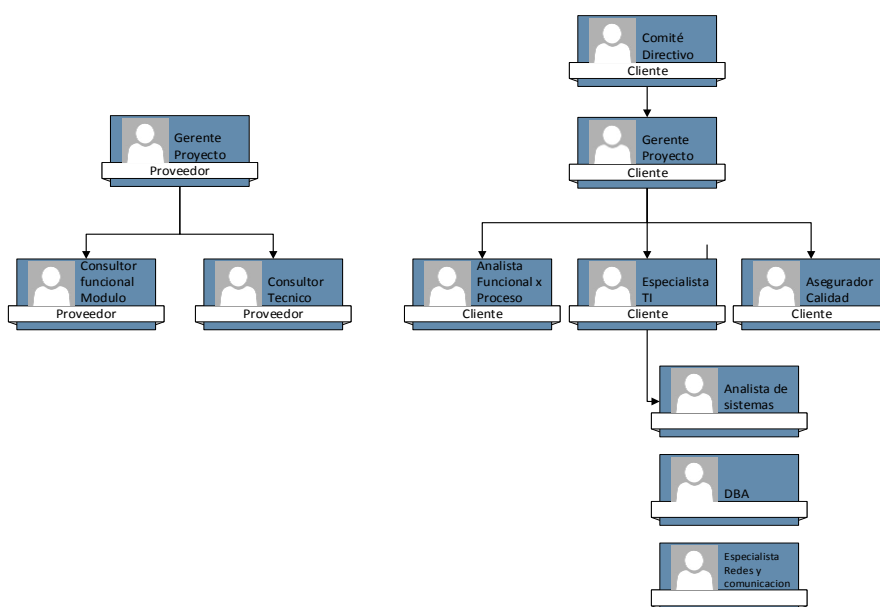 Comité
Directivo
Cliente
Gerente
Proyecto
Proveedor
Gerente
Proyecto
Cliente
Consultor
funcional
Modulo
Proveedor
Consultor
Tecnico
Proveedor
Analista
Funcional x
Proceso
Cliente
Especialista
TI
Cliente
Asegurador
Calidad
Cliente
Analista de
sistemas
DBA
Especialista
Redes y
comunicacion